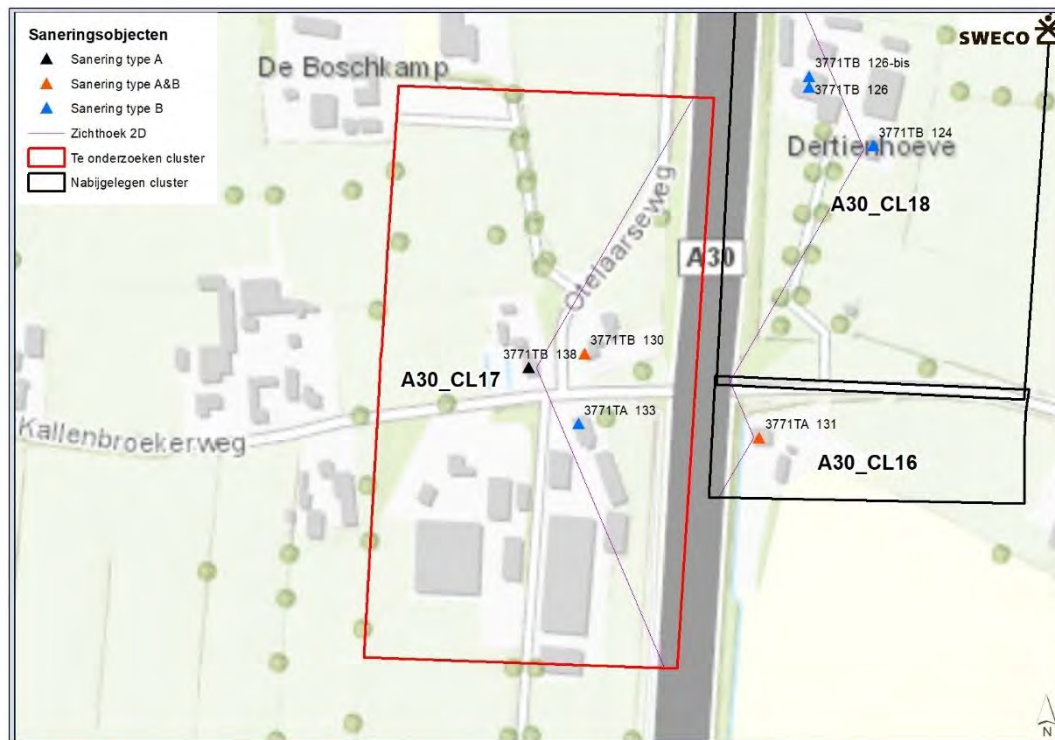 Saneringsobjecten
Sanering type A
Sanering type A&B
Sanering type B
Zichthoek 2D
Te onderzoeken cluster
Nabijgelegen cluster
SWECO
De Boschkamp
3771TB 126-bis
3771TB 126
3771TB 124
Dertienhoeve
A30_CL18
Otelaarseweg
A30
3771TB 130
3771TB 138
A30_CL17
3771TA 133
Kallenbroekerweg
3771TA 131
A30_CL16
N